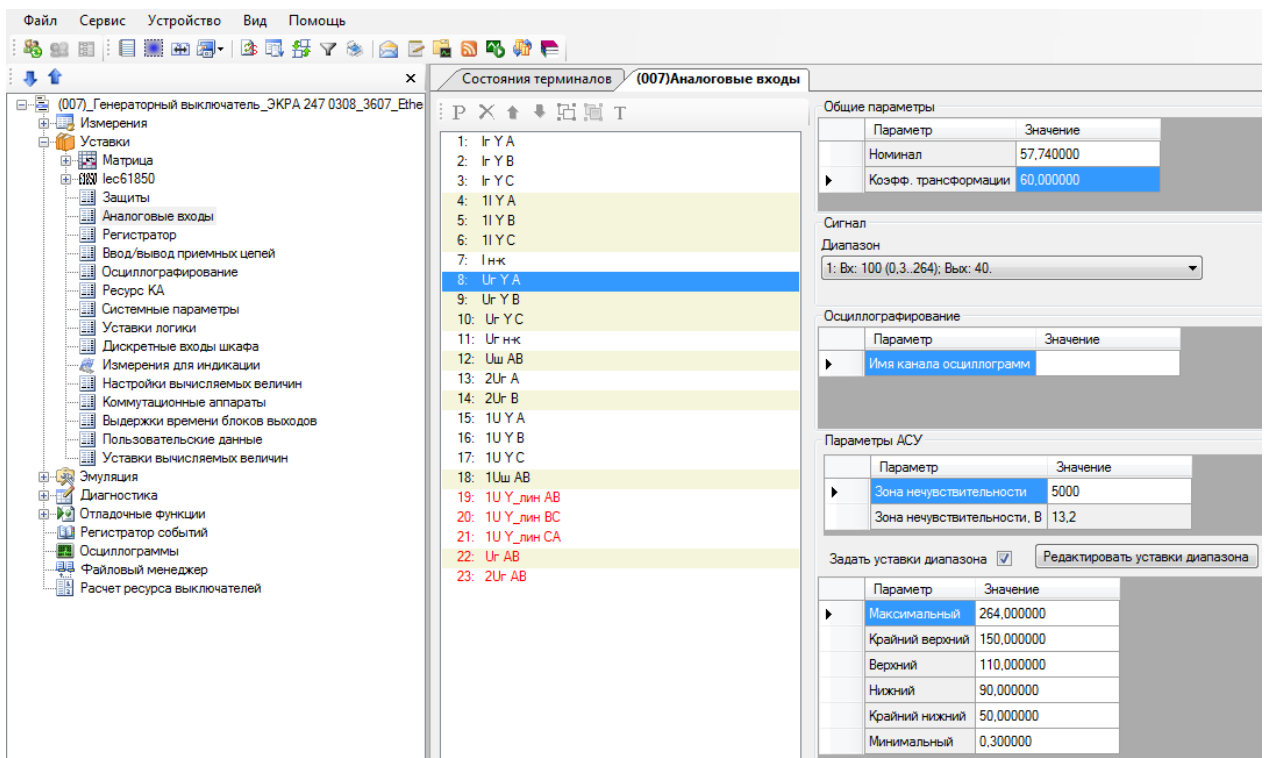 Файл Сервис Устройство Вид Помощь
(007)_Генераторный выключатель_ЭКРА 247 0308_3607_Ethe
Измерения
Уставки
Матрица
Iec61850
Защиты
Аналоговые входы
Регистратор
Ввод/вывод приемных цепей
Осциллографирование
Ресурс КА
Системные параметры
Уставки логики
Дискретные входы шкафа
Измерения для индикации
Настройки вычисляемых величин
Коммутационные аппараты
Выдержки времени блоков выходов
Пользовательские данные
Уставки вычисляемых величин
Эмуляция
Диагностика
Отладочные функции
Регистратор событий
Осциллограммы
Файловый менеджер
Расчет ресурса выключателей
Состояния терминалов (007)Аналоговые входы
P T
1: Iг Y A
2: Iг Y B
3: Iг Y C
4: 1I Y A
5: 1I Y B
6: 1I Y C
7: I н-к
8: Uг Y A
9: Uг Y B
10: Uг Y C
11: Uг н-к
12: Uш AB
13: 2Uг A
14: 2Uг B
15: 1U Y A
16: 1U Y B
17: 1U Y C
18: 1Uш AB
19: 1U Y_лин AB
20: 1U Y_лин BC
21: 1U Y_лин CA
22: Uг AB
23: 2Uг AB
Общие параметры
Параметр Значение
Номинал 57,740000
Коэфф. трансформации 60,000000
Сигнал
Диапазон
1: Вх: 100 (0,3..264); Вых: 40.
Осциллографирование
Параметр Значение
Имя канала осциллограмм
Параметры АСУ
Параметр Значение
Зона нечувствительности 5000
Зона нечувствительности, В 13,2
Задать уставки диапазона Редактировать уставки диапазона
Параметр Значение
Максимальный 264,000000
Крайний верхний 150,000000
Верхний 110,000000
Нижний 90,000000
Крайний нижний 50,000000
Минимальный 0,300000